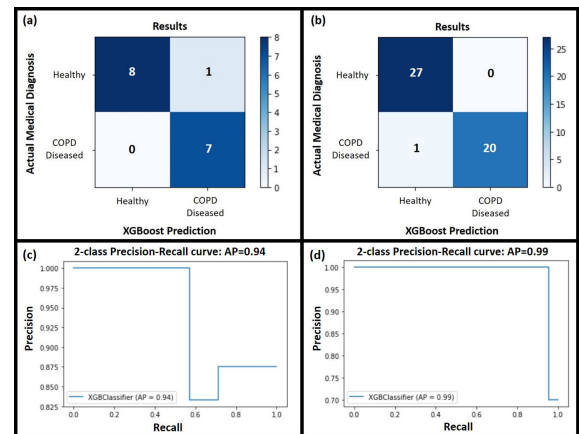 (a)
Results
Actual Medical Diagnosis
Healthy
COPD
Diseased
8
1
0
7
8
7
6
5
4
3
2
1
0
Healthy
COPD
Diseased
XGBoost Prediction
(b)
Results
Actual Medical Diagnosis
Healthy
COPD
Diseased
27
0
1
20
25
20
15
10
5
0
Healthy
COPD
Diseased
XGBoost Prediction
(c)
2-class Precision-Recall curve: AP=0.94
Precision
1.000
0.975
0.950
0.925
0.900
0.875
0.850
0.825
XGBClassifier (AP = 0.94)
0.0 0.2 0.4 0.6 0.8 1.0
Recall
(d)
2-class Precision-Recall curve: AP=0.99
Precision
1.00
0.95
0.90
0.85
0.80
0.75
0.70
XGBClassifier (AP = 0.99)
0.0 0.2 0.4 0.6 0.8 1.0
Recall